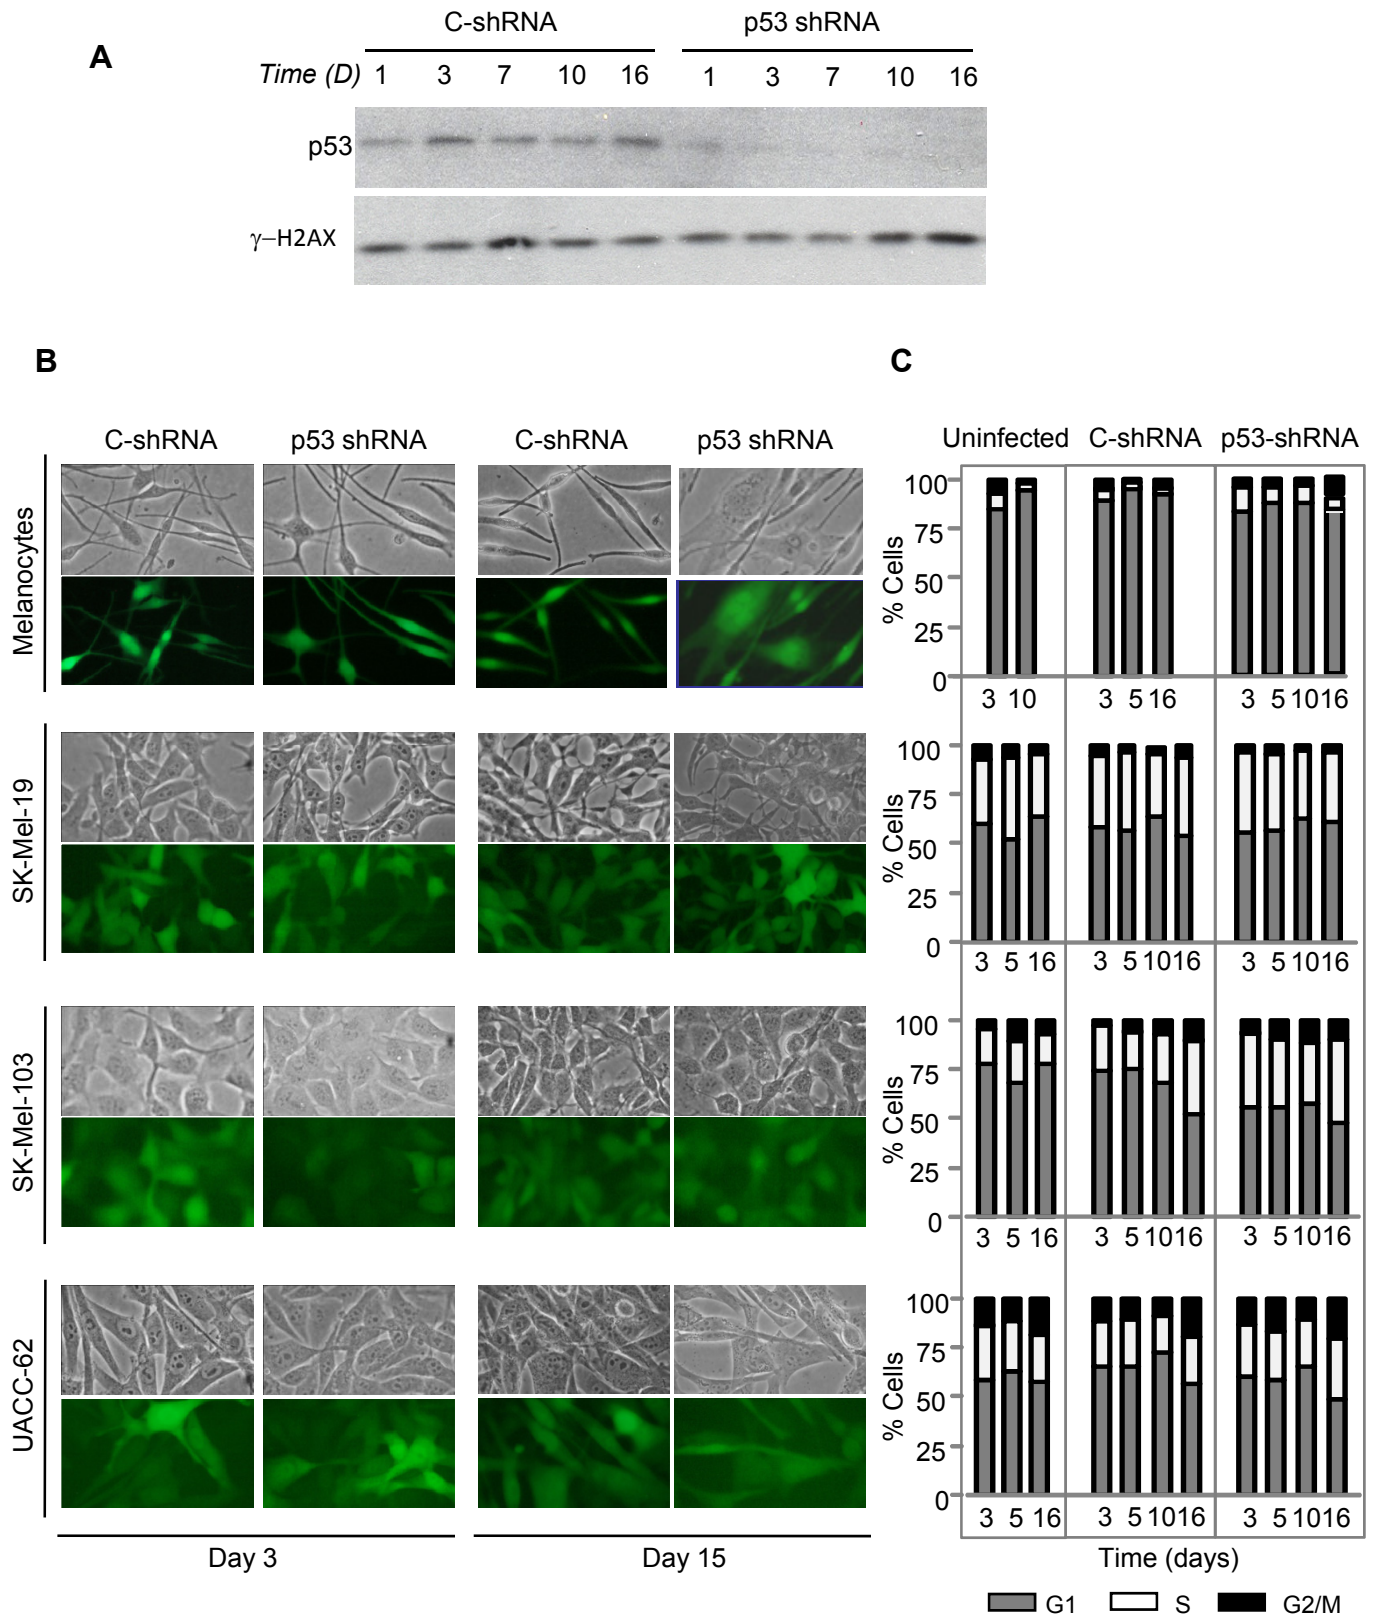 A
C-shRNA p53 shRNA
Time (D) 1 3 7 10 16 1 3 7 10 16
p53
γ–H2AX
B
C-shRNA p53 shRNA C-shRNA p53 shRNA
Melanocytes
SK-Mel-19
SK-Mel-103
UACC-62
Day 3 Day 15
C
Uninfected C-shRNA p53-shRNA
% Cells
100
75
50
25
0
3 10 3 5 16 3 5 10 16
% Cells
100
75
50
25
0
3 5 16 3 5 10 16 3 5 10 16
% Cells
100
75
50
25
0
3 5 16 3 5 10 16 3 5 10 16
% Cells
100
75
50
25
0
3 5 16 3 5 10 16 3 5 10 16
Time (days)
G1 S G2/M